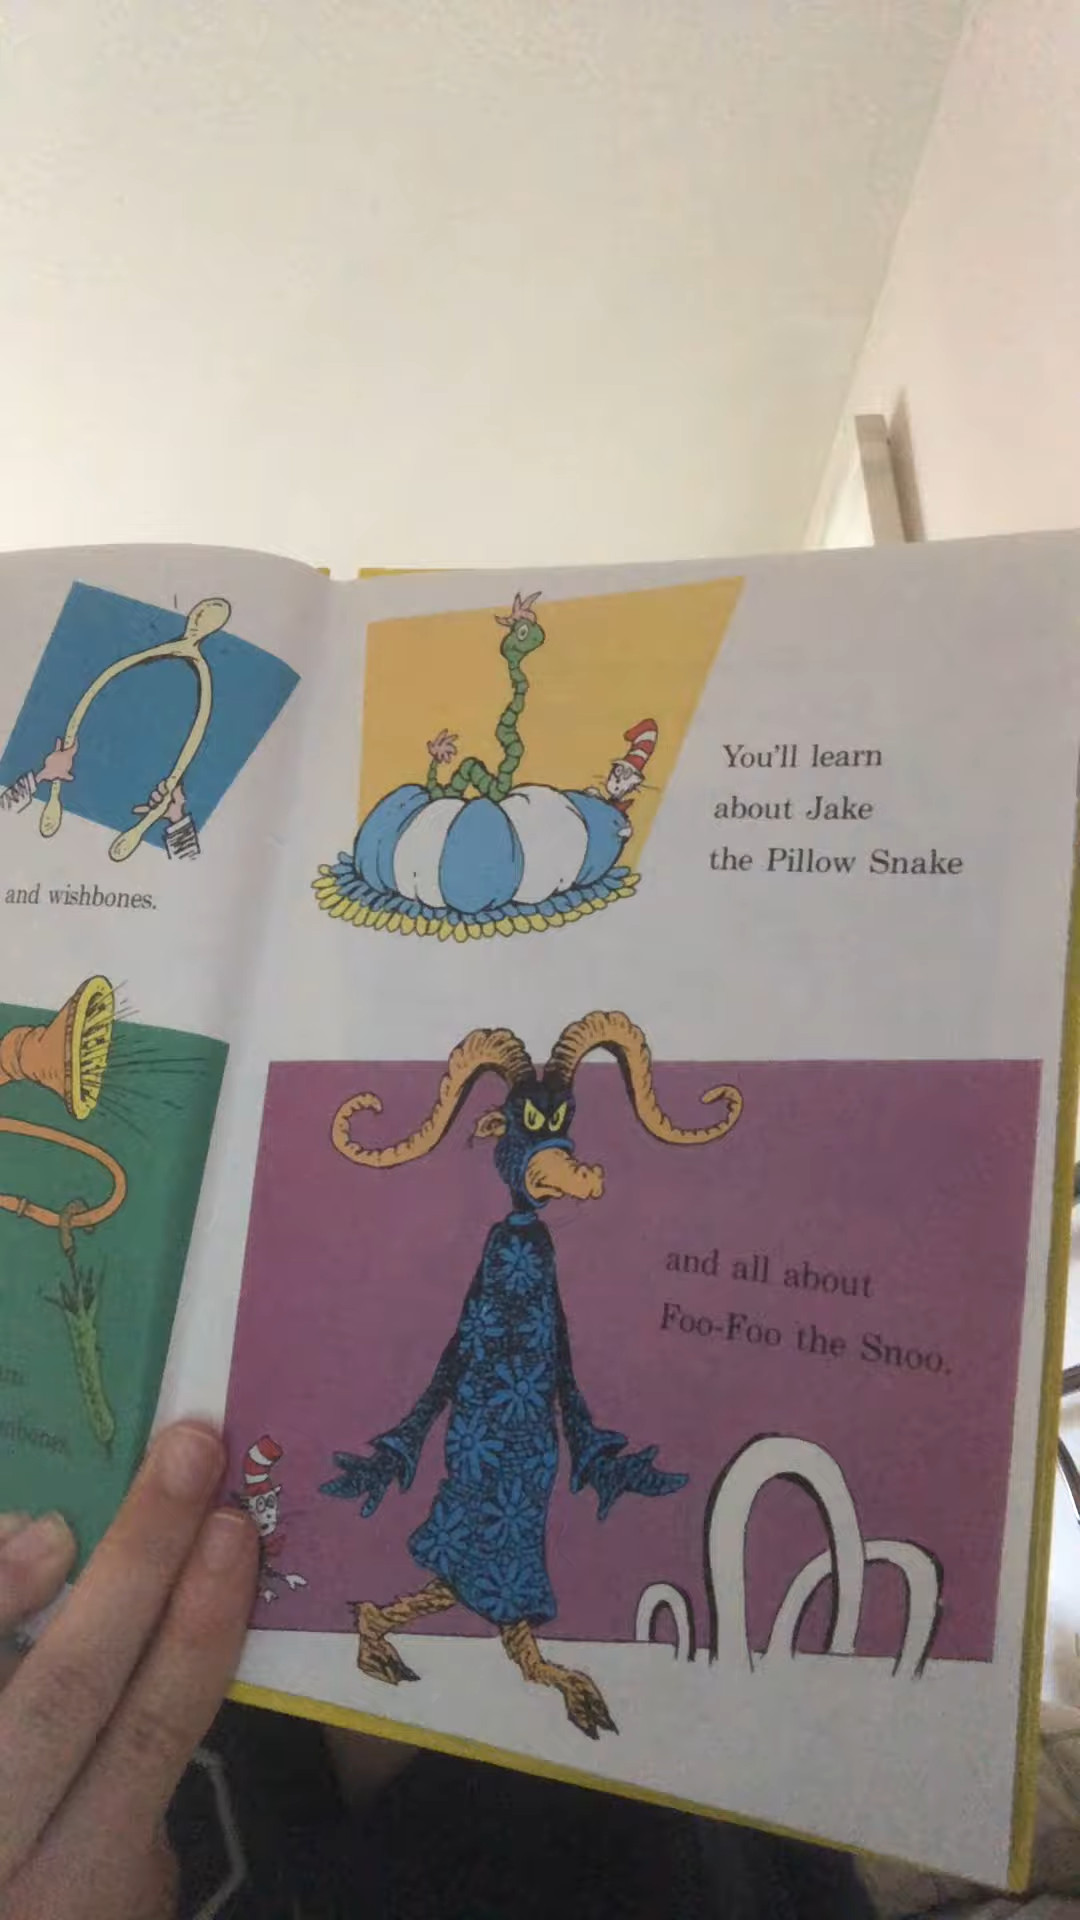 and wishbones.
You'll learn
about Jake
the Pillow Snake
and all about
Foo-Foo the Snoo.